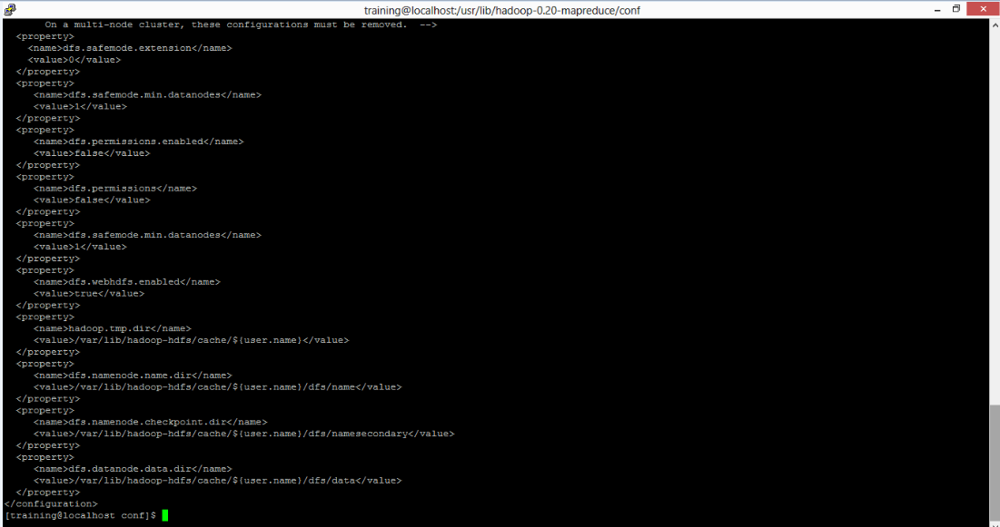 training@localhost:/usr/lib/hadoop-0.20-mapreduce/conf
On a multi-node cluster, these configurations must be removed.  -->
<property>
<name>dfs.safemode.extension</name>
<value>0</value>
</property>
<property>
<name>dfs.safemode.min.datanodes</name>
<value>1</value>
</property>
<property>
<name>dfs.permissions.enabled</name>
<value>false</value>
</property>
<property>
<name>dfs.permissions</name>
<value>false</value>
</property>
<property>
<name>dfs.safemode.min.datanodes</name>
<value>1</value>
</property>
<property>
<name>dfs.webhdfs.enabled</name>
<value>true</value>
</property>
<property>
<name>hadoop.tmp.dir</name>
<value>/var/lib/hadoop-hdfs/cache/${user.name}</value>
</property>
<property>
<name>dfs.namenode.name.dir</name>
<value>/var/lib/hadoop-hdfs/cache/${user.name}/dfs/name</value>
</property>
<property>
<name>dfs.namenode.checkpoint.dir</name>
<value>/var/lib/hadoop-hdfs/cache/${user.name}/dfs/namesecondary</value>
</property>
<property>
<name>dfs.datanode.data.dir</name>
<value>/var/lib/hadoop-hdfs/cache/${user.name}/dfs/data</value>
</property>
</configuration>
[training@localhost conf]$